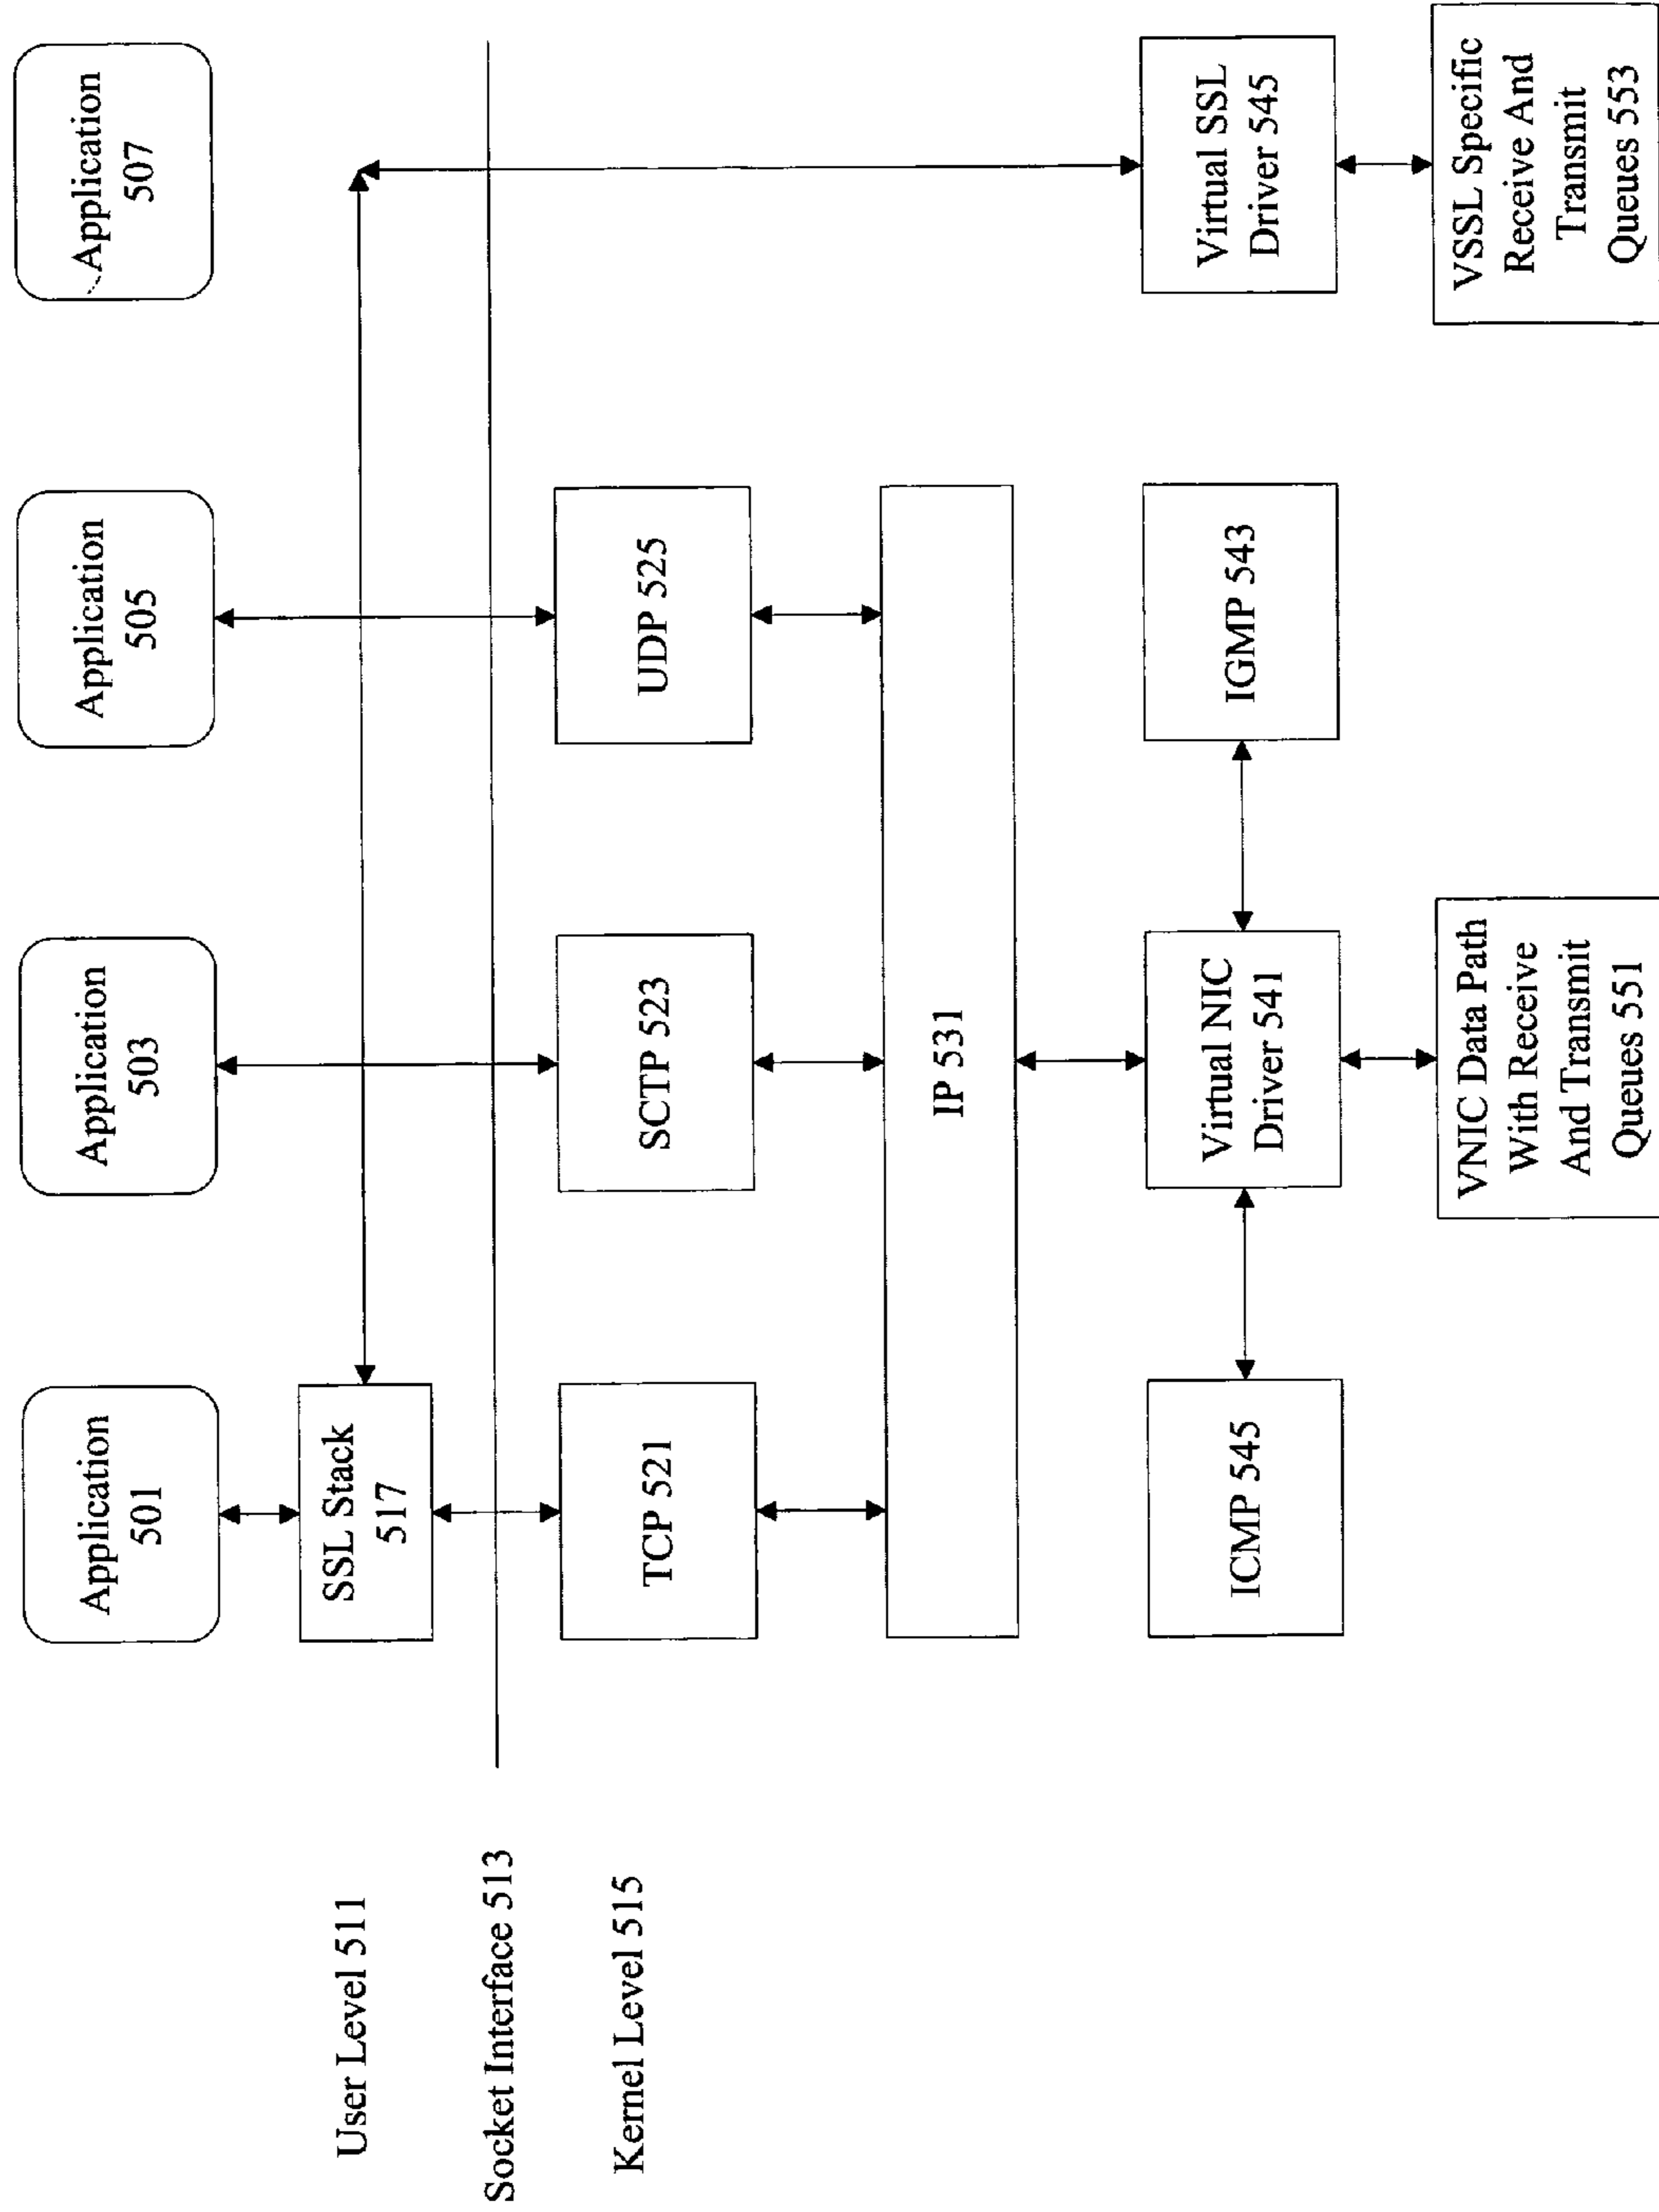 Application
501
Application
503
Application
505
Application
507
User Level 511
SSL Stack
517
Socket Interface 513
Kernel Level 515
TCP 521
SCTP 523
UDP 525
IP 531
ICMP 545
Virtual NIC
Driver 541
IGMP 543
Virtual SSL
Driver 545
VNIC Data Path
With Receive
And Transmit
Queues 551
VSSL Specific
Receive And
Transmit
Queues 553